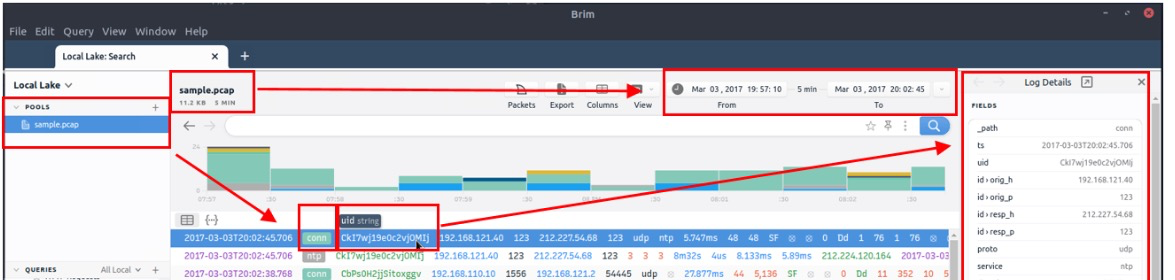 Brim
File Edit Query View Window Help
Local Lake: Search × +
Local Lake
POOLS +
sample.pcap
sample.pcap
11.2 KB 5 MIN
Packets Export Columns View
Mar 03 , 2017 19: 57: 10 5 min Mar 03 , 2017 20: 02: 45
From To
24
0
07:57 07:58 :30 07:59 :30 :30 08:01 :30 08:02 :30
uid string
2017-03-03T20:02:45.706 conn CkI7wj19e0c2vjOMIj 192.168.121.40 123 212.227.54.68 123 udp ntp 5.747ms 48 48 SF Dd 1 76 1 76
2017-03-03T20:02:45.706 ntp CkI7wj19e0c2vjOMIj 192.168.121.40 123 212.227.54.68 123 3 3 3 8m32s 4us 8.133ms 5.89ms 212.224.120.164 2017-03-03
2017-03-03T20:02:38.768 conn CbPs0H2jjSitoxggv 192.168.110.10 1556 192.168.121.2 54445 udp 27.877ms 44 5,136 SF 0 Dd 11 352 10 5
QUERIES All Local +
Log Details ×
FIELDS
_path conn
ts 2017-03-03T20:02:45.706
uid CkI7wj19e0c2vjOMIj
id › orig_h 192.168.121.40
id › orig_p 123
id › resp_h 212.227.54.68
id › resp_p 123
proto udp
service ntp